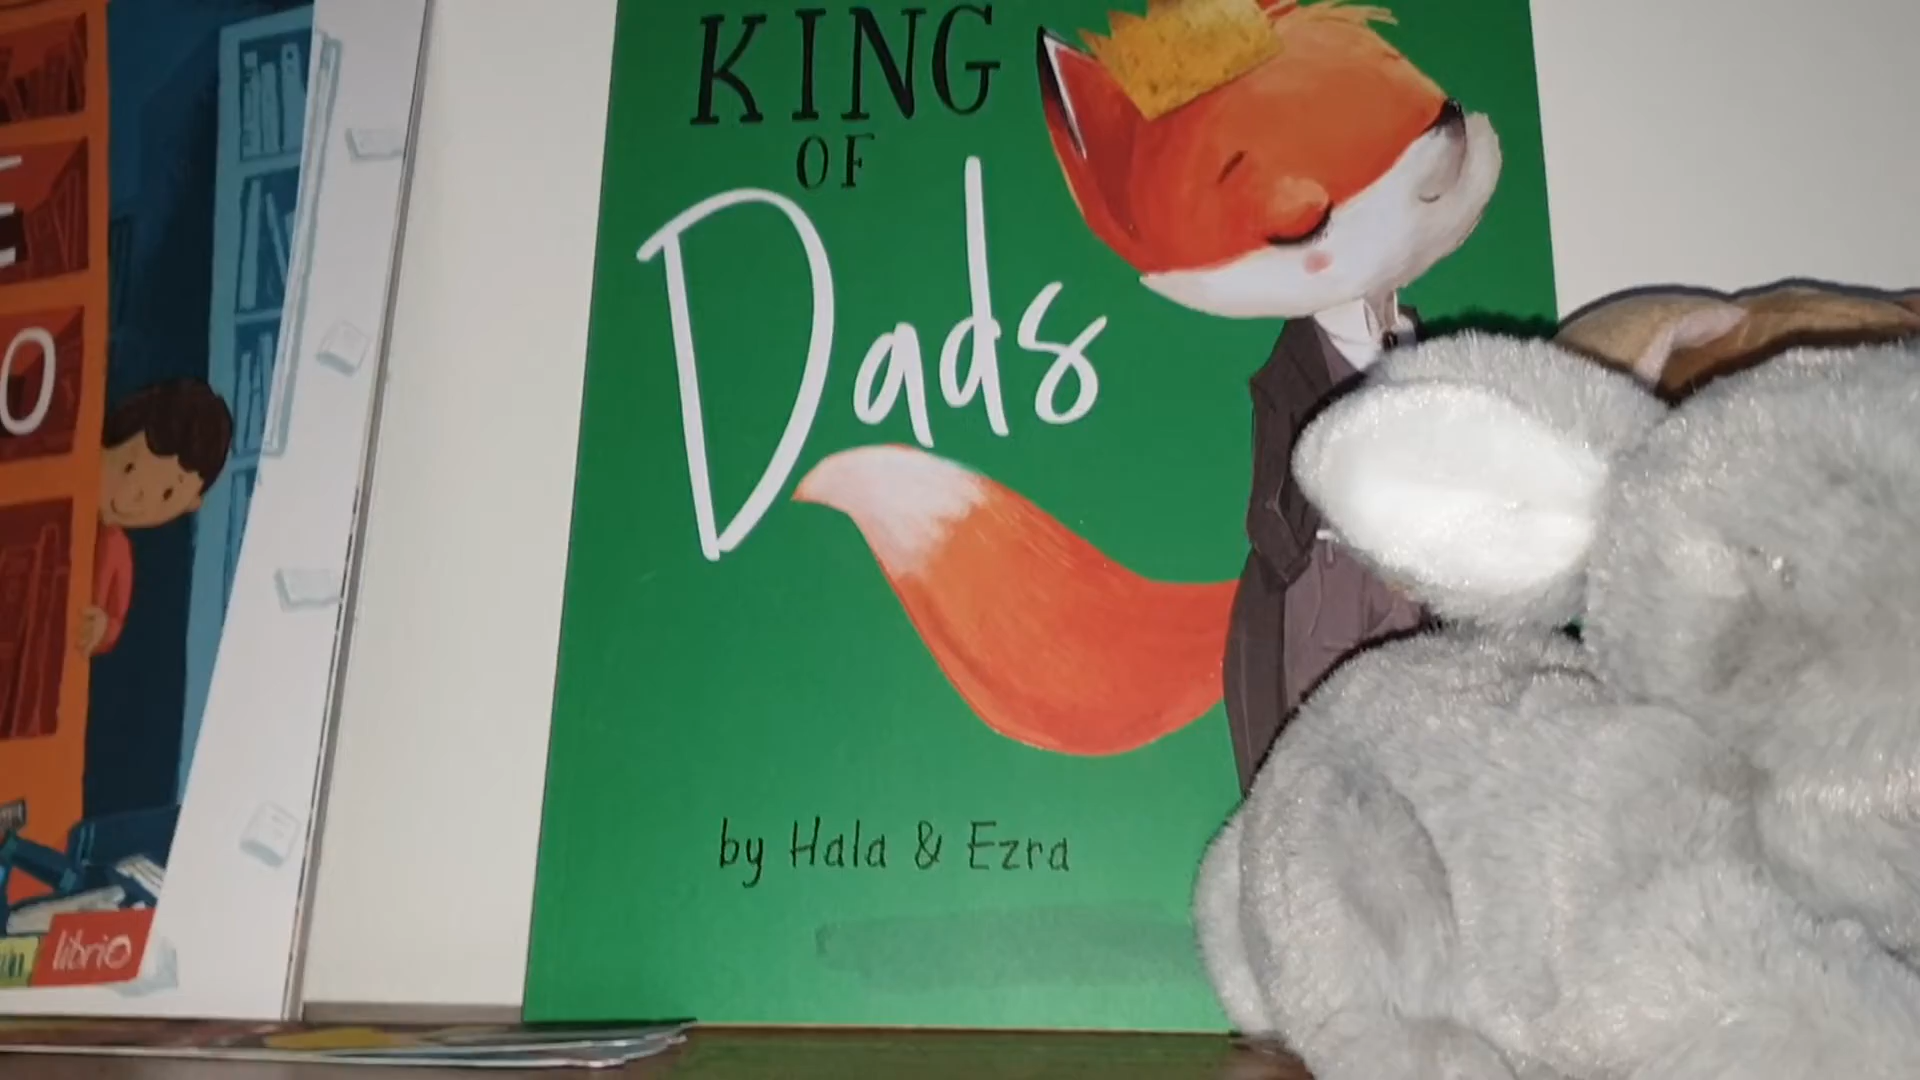 KING
OF
Dads
by Hala & Ezra
E
O
librio